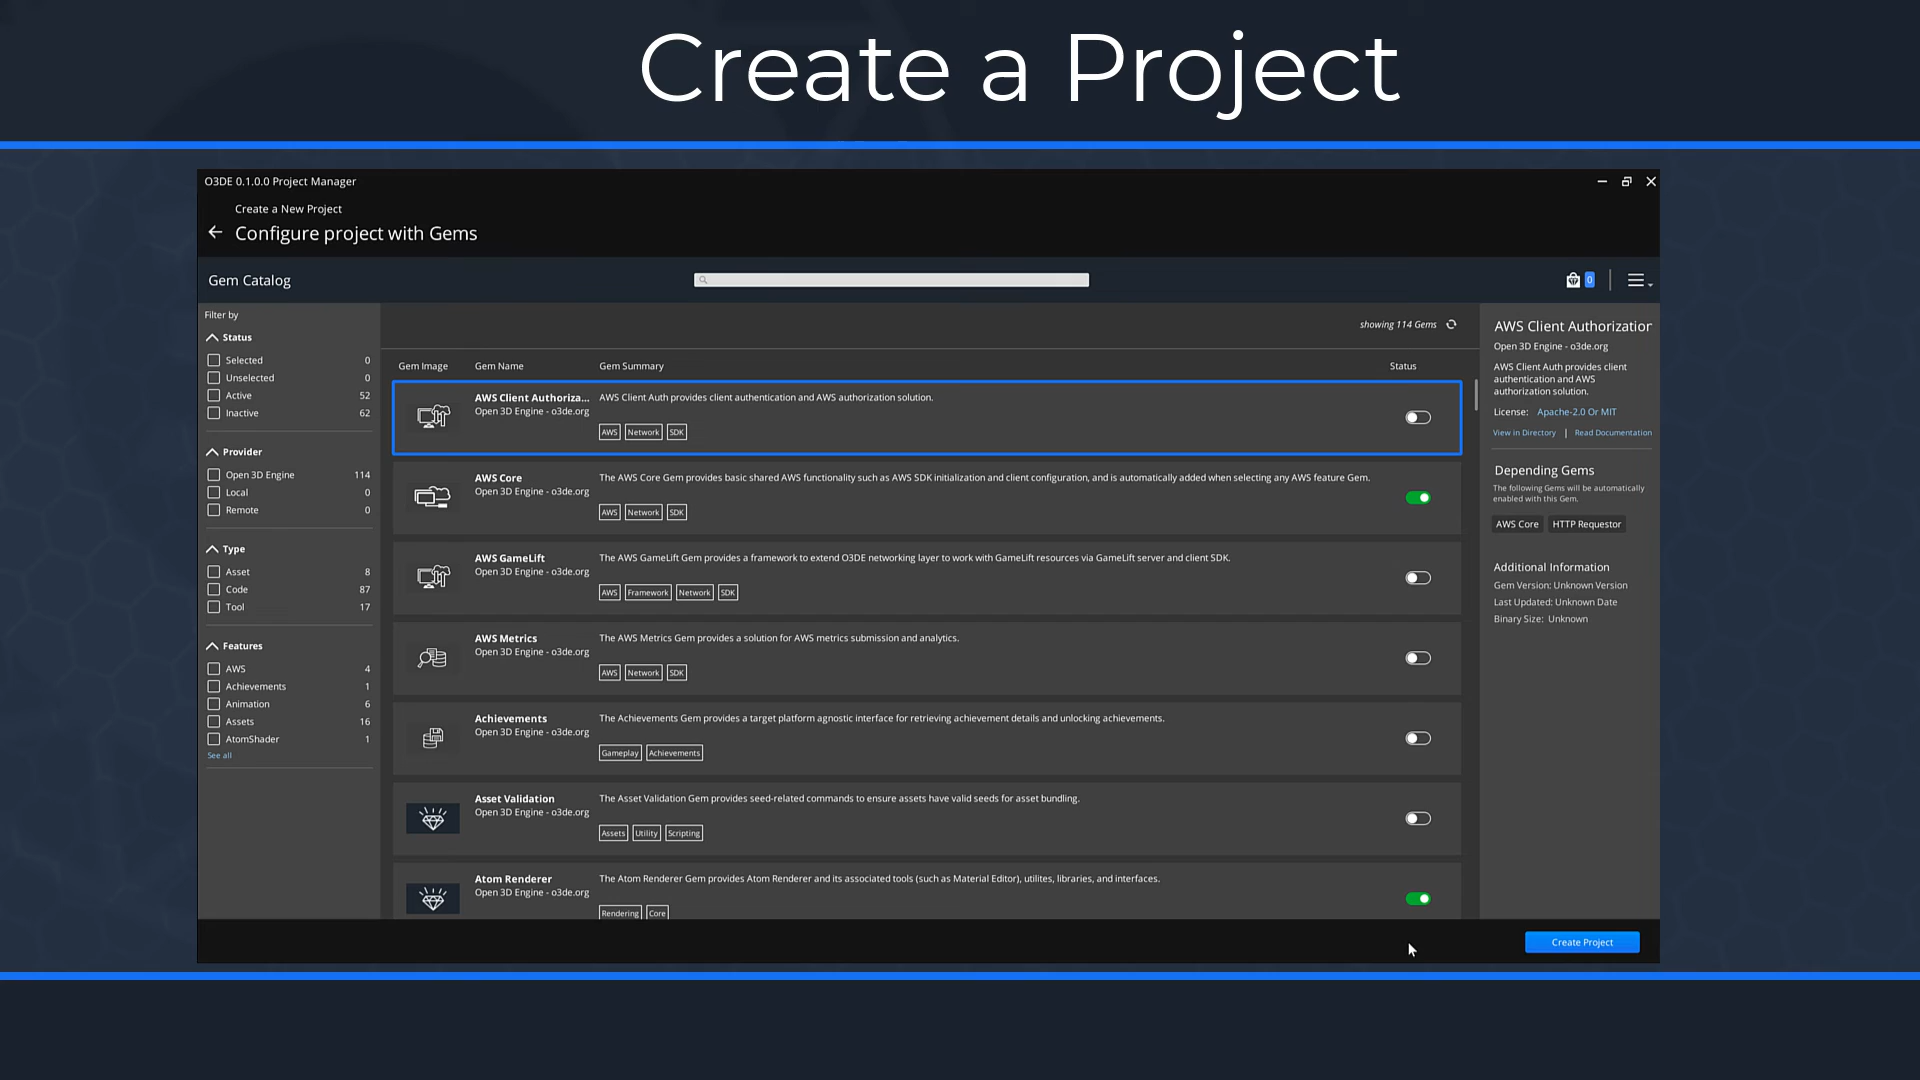 Create a Project
O3DE 0.1.0.0 Project Manager
Create a New Project
Configure project with Gems
Gem Catalog
0
Filter by
Status
Selected 0
Unselected 0
Active 52
Inactive 62
Provider
Open 3D Engine 114
Local 0
Remote 0
Type
Asset 8
Code 87
Tool 17
Features
AWS 4
Achievements 1
Animation 6
Assets 16
AtomShader 1
See all
showing 114 Gems
Gem Image Gem Name Gem Summary Status
AWS Client Authoriza... AWS Client Auth provides client authentication and AWS authorization solution.
Open 3D Engine - o3de.org
AWS Network SDK
AWS Core The AWS Core Gem provides basic shared AWS functionality such as AWS SDK initialization and client configuration, and is automatically added when selecting any AWS feature Gem.
Open 3D Engine - o3de.org
AWS Network SDK
AWS GameLift The AWS GameLift Gem provides a framework to extend O3DE networking layer to work with GameLift resources via GameLift server and client SDK.
Open 3D Engine - o3de.org
AWS Framework Network SDK
AWS Metrics The AWS Metrics Gem provides a solution for AWS metrics submission and analytics.
Open 3D Engine - o3de.org
AWS Network SDK
Achievements The Achievements Gem provides a target platform agnostic interface for retrieving achievement details and unlocking achievements.
Open 3D Engine - o3de.org
Gameplay Achievements
Asset Validation The Asset Validation Gem provides seed-related commands to ensure assets have valid seeds for asset bundling.
Open 3D Engine - o3de.org
Assets Utility Scripting
Atom Renderer The Atom Renderer Gem provides Atom Renderer and its associated tools (such as Material Editor), utilites, libraries, and interfaces.
Open 3D Engine - o3de.org
Rendering Core
AWS Client Authorization
Open 3D Engine - o3de.org
AWS Client Auth provides client
authentication and AWS
authorization solution.
License: Apache-2.0 Or MIT
View in Directory | Read Documentation
Depending Gems
The following Gems will be automatically
enabled with this Gem.
AWS Core HTTP Requestor
Additional Information
Gem Version: Unknown Version
Last Updated: Unknown Date
Binary Size: Unknown
Create Project